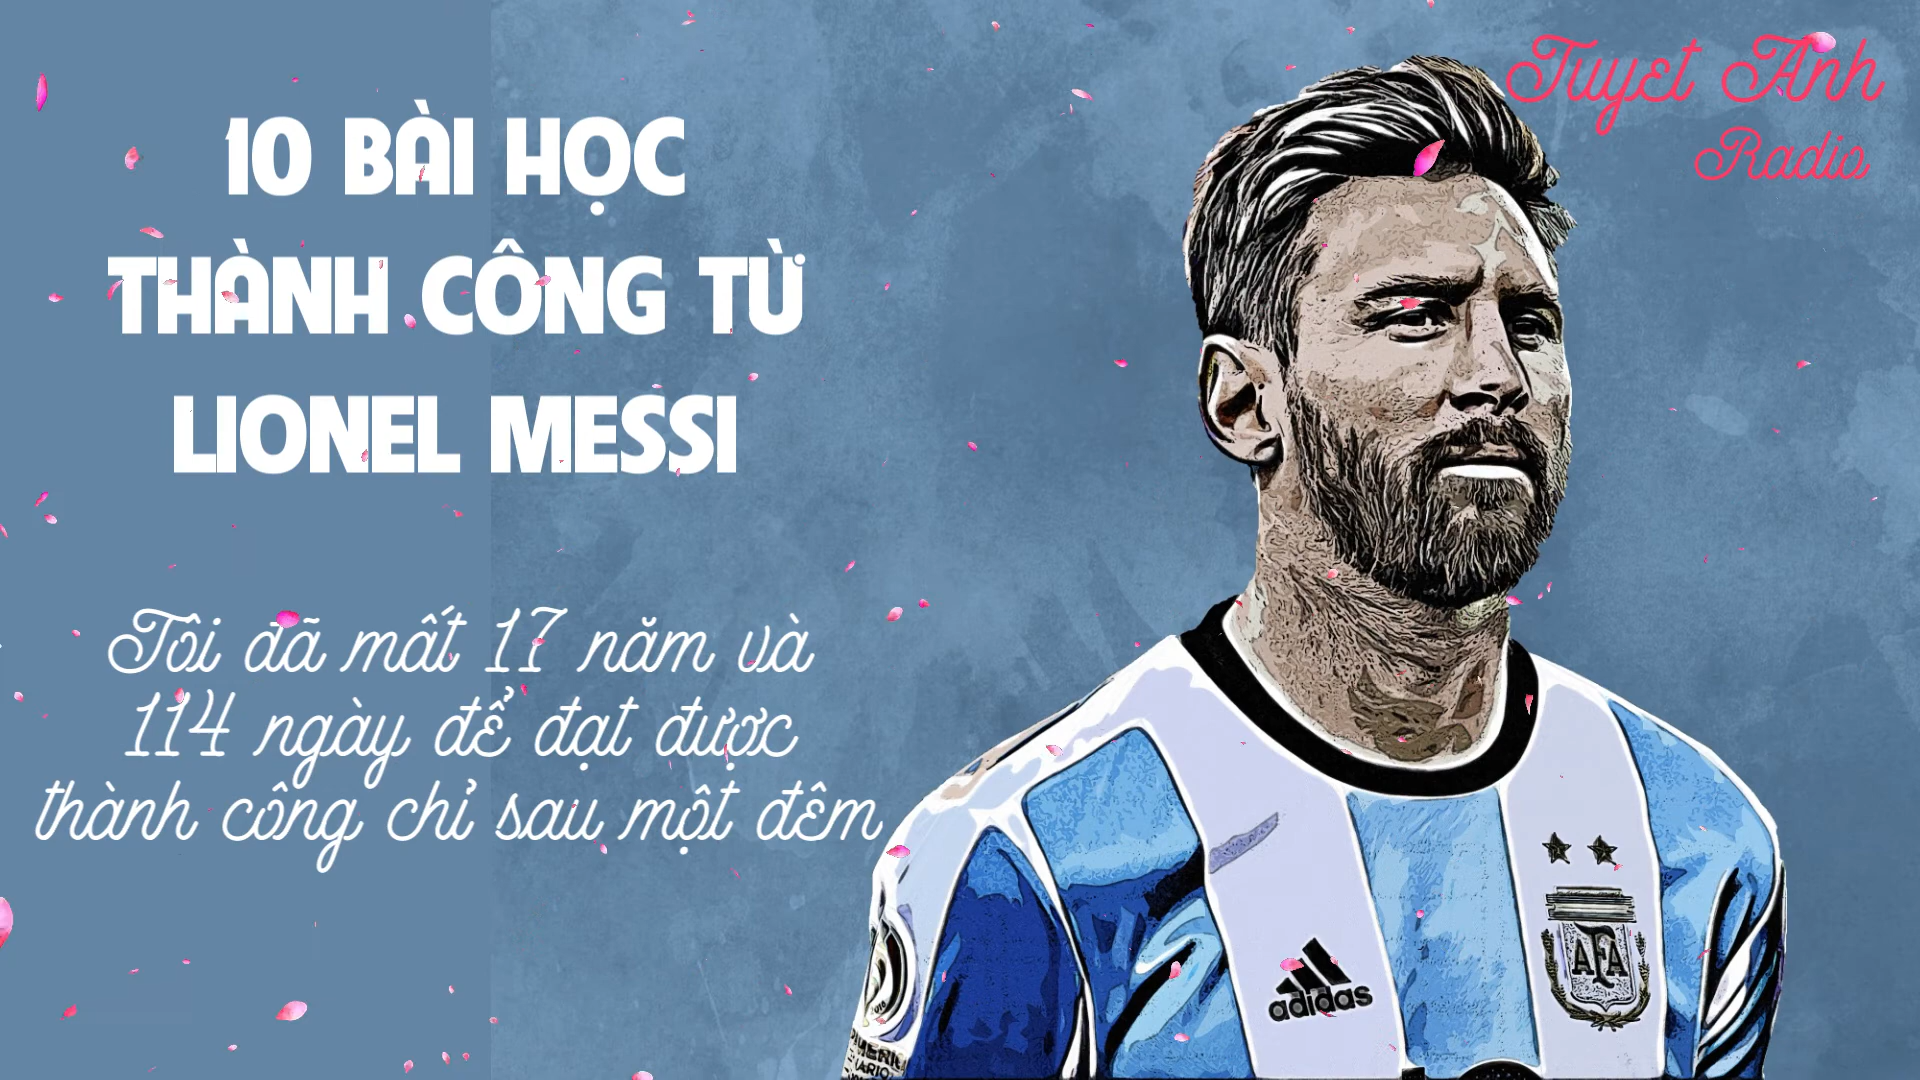 Tuyết Anh
Radio
10 BÀI HỌC
THÀNH CÔNG TỪ
LIONEL MESSI
Tôi đã mất 17 năm và
114 ngày để đạt được
thành công chỉ sau một đêm
adidas
AFA